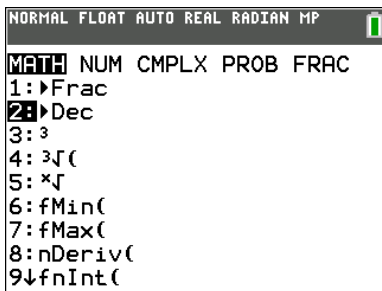 NORMAL FLOAT AUTO REAL RADIAN MP
MATH NUM CMPLX PROB FRAC
1:►Frac
2:►Dec
3:³
4:³√(
5:ˣ√
6:fMin(
7:fMax(
8:nDeriv(
9↓fnInt(